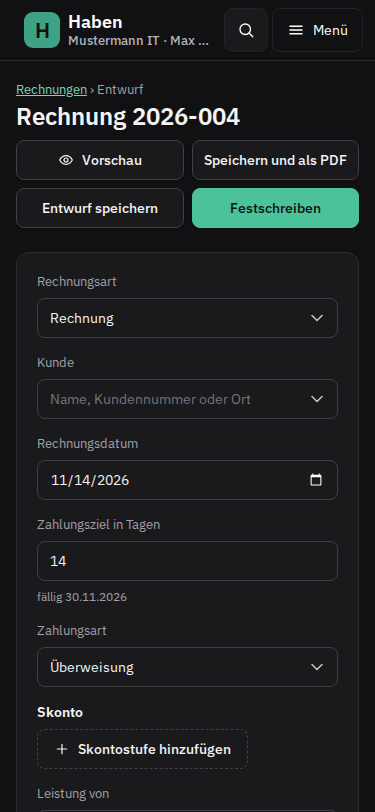 H
Haben
Mustermann IT · Max ...
Menü
Rechnungen › Entwurf
Rechnung 2026-004
Vorschau
Speichern und als PDF
Entwurf speichern
Festschreiben
Rechnungsart
Rechnung
Kunde
Name, Kundennummer oder Ort
Rechnungsdatum
11/14/2026
Zahlungsziel in Tagen
14
fällig 30.11.2026
Zahlungsart
Überweisung
Skonto
Skontostufe hinzufügen
Leistung von